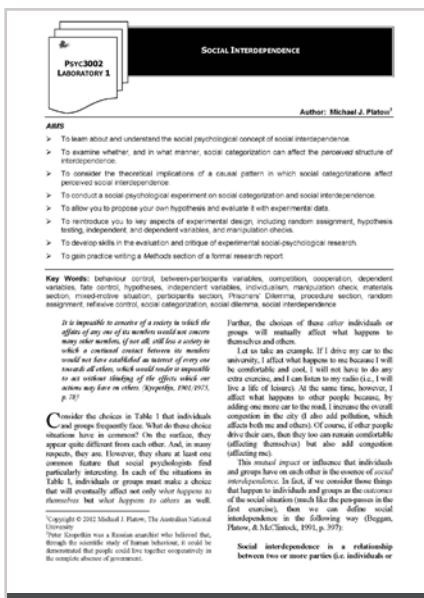 SOCIAL INTERDEPENDENCE
PSYC3002
LABORATORY 1
Author: Michael J. Platow¹
AIMS
➢ To learn about and understand the social psychological concept of social interdependence.
➢ To examine whether, and in what manner, social categorization can affect the perceived structure of
interdependence.
➢ To consider the theoretical implications of a causal pattern in which social categorizations affect
perceived social interdependence.
➢ To conduct a social-psychological experiment on social categorization and social interdependence.
➢ To allow you to propose your own hypothesis and evaluate it with experimental data.
➢ To reintroduce you to key aspects of experimental design, including random assignment, hypothesis
testing, independent, and dependent variables, and manipulation checks.
➢ To develop skills in the evaluation and critique of experimental social-psychological research.
➢ To gain practice writing a Methods section of a formal research report.
Key Words: behaviour control, between-participants variables, competition, cooperation, dependent
variables, fate control, hypotheses, independent variables, individualism, manipulation check, materials
section, mixed-motive situation, participants section, Prisoners' Dilemma, procedure section, random
assignment, reflexive control, social categorization, social dilemma, social interdependence
It is impossible to conceive of a society in which the
affairs of any one of its members would not concern
many other members, if not all; still less a society in
which a continual contact between its members
would not have established an interest of every one
towards all others, which would render it impossible
to act without thinking of the effects which our
actions may have on others. (Kropotkin, 1901/1975,
p. 78)²
Consider the choices in Table 1 that individuals
and groups frequently face. What do these choice
situations have in common? On the surface, they
appear quite different from each other. And, in many
respects, they are. However, they share at least one
common feature that social psychologists find
particularly interesting. In each of the situations in
Table 1, individuals or groups must make a choice
that will eventually affect not only what happens to
themselves but what happens to others as well.
¹Copyright © 2012 Michael J. Platow, The Australian National
University
²Peter Kropotkin was a Russian anarchist who believed that,
through the scientific study of human behaviour, it could be
demonstrated that people could live together cooperatively in
the complete absence of government.
Further, the choices of these other individuals or
groups will mutually affect what happens to
themselves and others.
Let us take an example. If I drive my car to the
university, I affect what happens to me because I will
be comfortable and cool, I will not have to do any
extra exercise, and I can listen to my radio (i.e., I will
live a life of leisure). At the same time, however, I
affect what happens to other people because, by
adding one more car to the road, I increase the overall
congestion in the city (I also add pollution, which
affects both me and others). Of course, if other people
drive their cars, then they too can remain comfortable
(affecting themselves) but also add congestion
(affecting me).
This mutual impact or influence that individuals
and groups have on each other is the essence of social
interdependence. In fact, if we consider those things
that happen to individuals and groups as the outcomes
of the social situation (much like the pen-passes in the
first exercise), then we can define social
interdependence in the following way (Beggan,
Platow, & McClintock, 1991, p. 397):
Social interdependence is a relationship
between two or more parties (i.e. individuals or